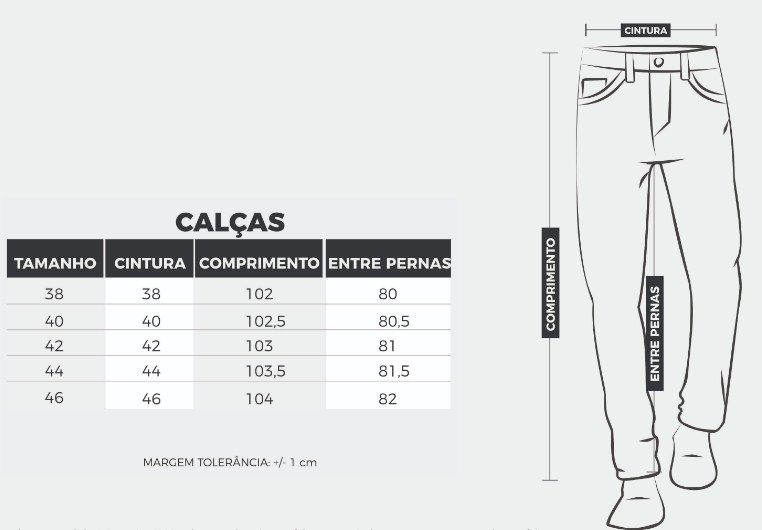 CINTURA
CALÇAS
TAMANHO CINTURA COMPRIMENTO ENTRE PERNAS
38 38 102 80
40 40 102,5 80,5
42 42 103 81
44 44 103,5 81,5
46 46 104 82
MARGEM TOLERÂNCIA: +/- 1 cm
COMPRIMENTO
ENTRE PERNAS